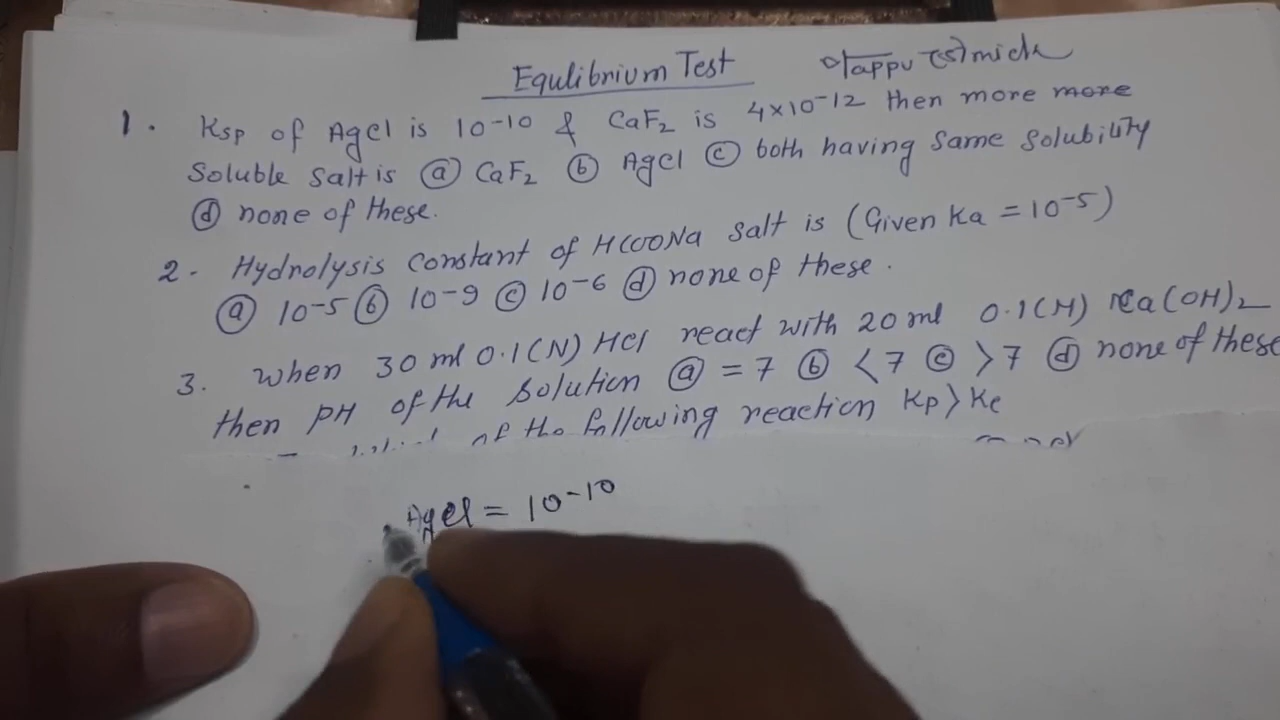 Equlibrium Test
1. Ksp of Agcl is 10-10 & CaF2 is 4x10-12 then more more
Soluble Salt is (a) CaF2 (b) Agcl (c) both having same solubility
(d) none of these.
2. Hydrolysis constant of HCOONa salt is (Given Ka = 10-5)
(a) 10-5 (b) 10-9 (c) 10-6 (d) none of these.
3. when 30 ml 0.1(N) HCl react with 20 ml 0.1(M) Ca(OH)2
then pH of the solution (a) = 7 (b) < 7 (c) > 7 (d) none of these
of the following reaction Kp > Kc
Agcl = 10-10